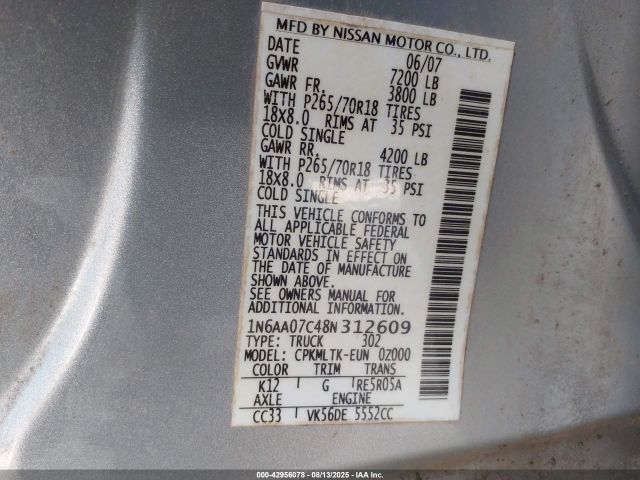 MFD BY NISSAN MOTOR CO., LTD.
DATE 06/07
GVWR 7200 LB
GAWR FR. 3800 LB
WITH P265/70R18 TIRES
18X8.0 RIMS AT 35 PSI
COLD SINGLE
GAWR RR. 4200 LB
WITH P265/70R18 TIRES
18X8.0 RIMS AT 35 PSI
COLD SINGLE
THIS VEHICLE CONFORMS TO
ALL APPLICABLE FEDERAL
MOTOR VEHICLE SAFETY
STANDARDS IN EFFECT ON
THE DATE OF MANUFACTURE
SHOWN ABOVE.
SEE OWNERS MANUAL FOR
ADDITIONAL INFORMATION
1N6AA07C48N312609
TYPE: TRUCK 302
MODEL: CPKMLTK-EUN 0Z000
COLOR TRIM TRANS
K12 G RE5R05A
AXLE ENGINE
CC33 VK56DE 5552CC
000-42956078 - 08/13/2025 - IAA Inc.